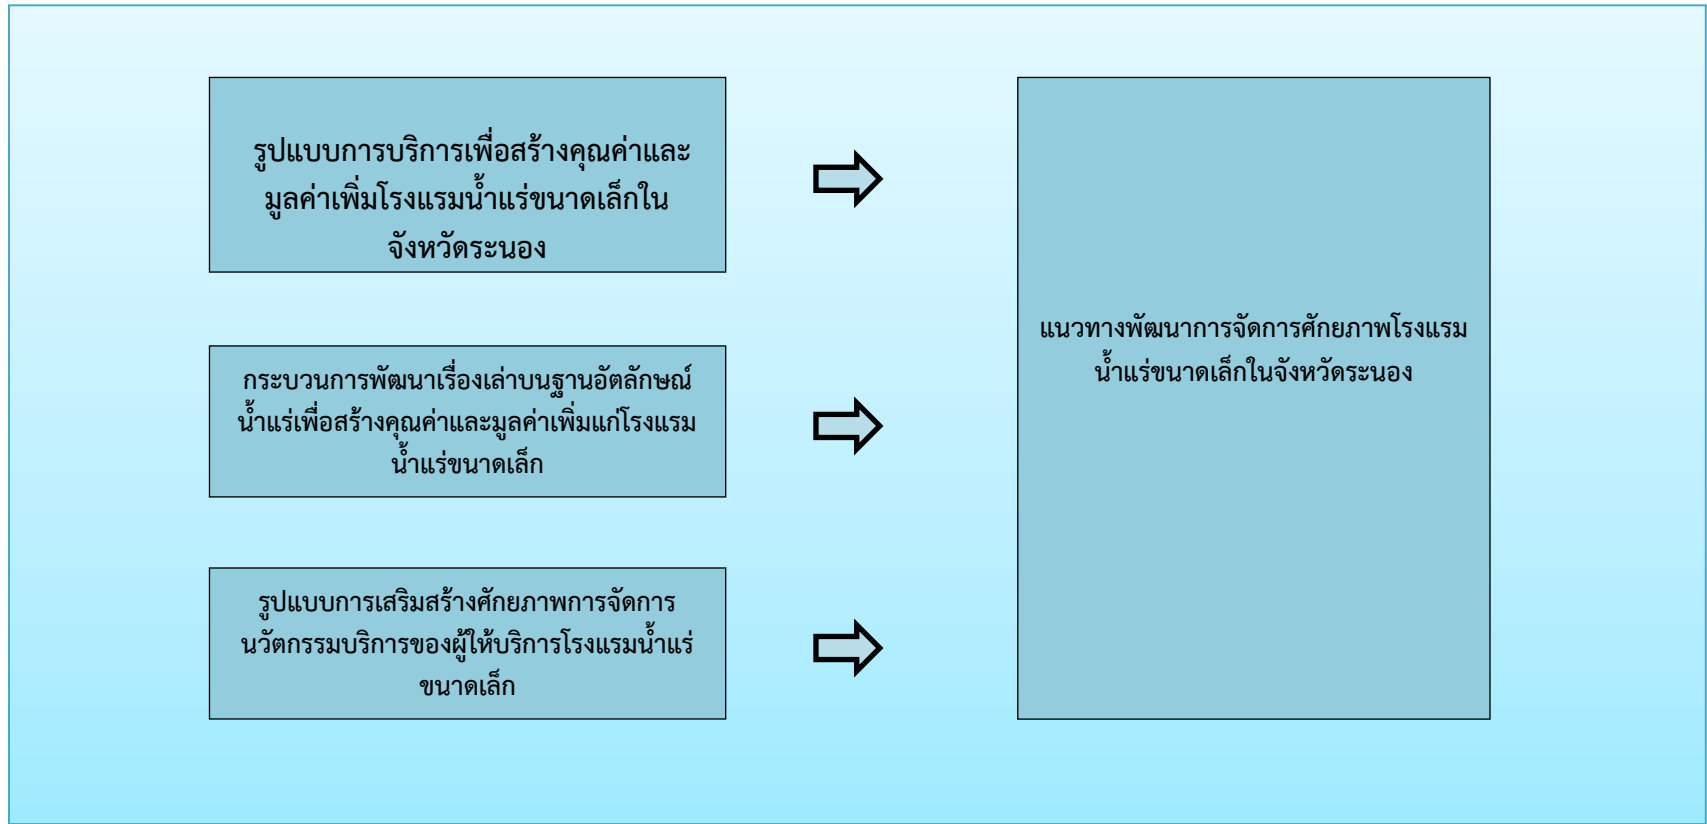 รูปแบบการบริการเพื่อสร้างคุณค่าและ
มูลค่าเพิ่มโรงแรมน้ำแร่ขนาดเล็กใน
จังหวัดระนอง
กระบวนการพัฒนาเรื่องเล่าบนฐานอัตลักษณ์
น้ำแร่เพื่อสร้างคุณค่าและมูลค่าเพิ่มแก่โรงแรม
น้ำแร่ขนาดเล็ก
รูปแบบการเสริมสร้างศักยภาพการจัดการ
นวัตกรรมบริการของผู้ให้บริการโรงแรมน้ำแร่
ขนาดเล็ก
แนวทางพัฒนาการจัดการศักยภาพโรงแรม
น้ำแร่ขนาดเล็กในจังหวัดระนอง